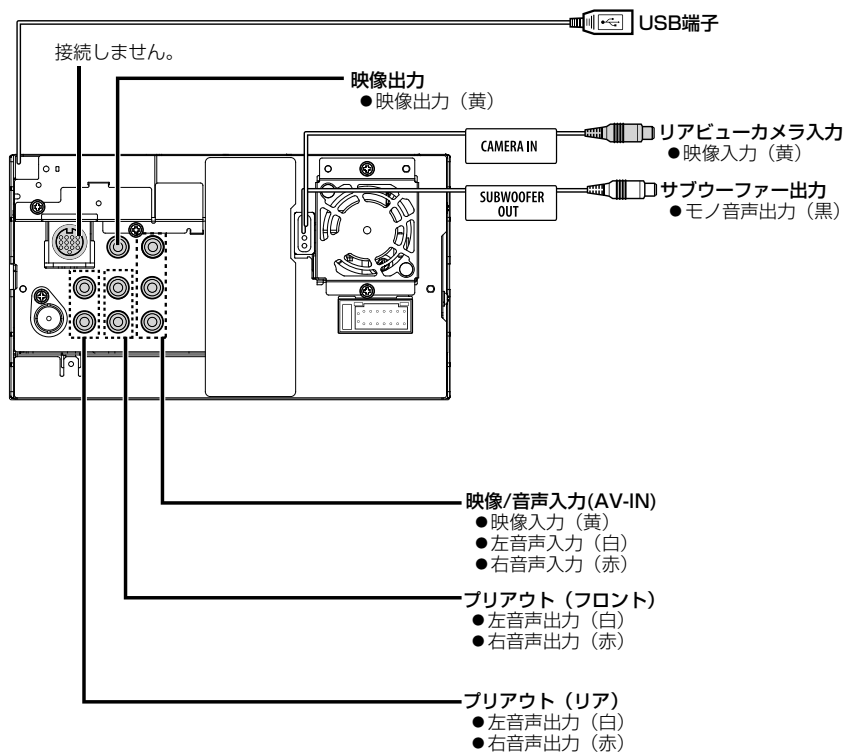 USB端子
接続しません。
映像出力
●映像出力（黄）
CAMERA IN
リアビューカメラ入力
●映像入力（黄）
SUBWOOFER
OUT
サブウーファー出力
●モノ音声出力（黒）
映像/音声入力(AV-IN)
●映像入力（黄）
●左音声入力（白）
●右音声入力（赤）
プリアウト（フロント）
●左音声出力（白）
●右音声出力（赤）
プリアウト（リア）
●左音声出力（白）
●右音声出力（赤）